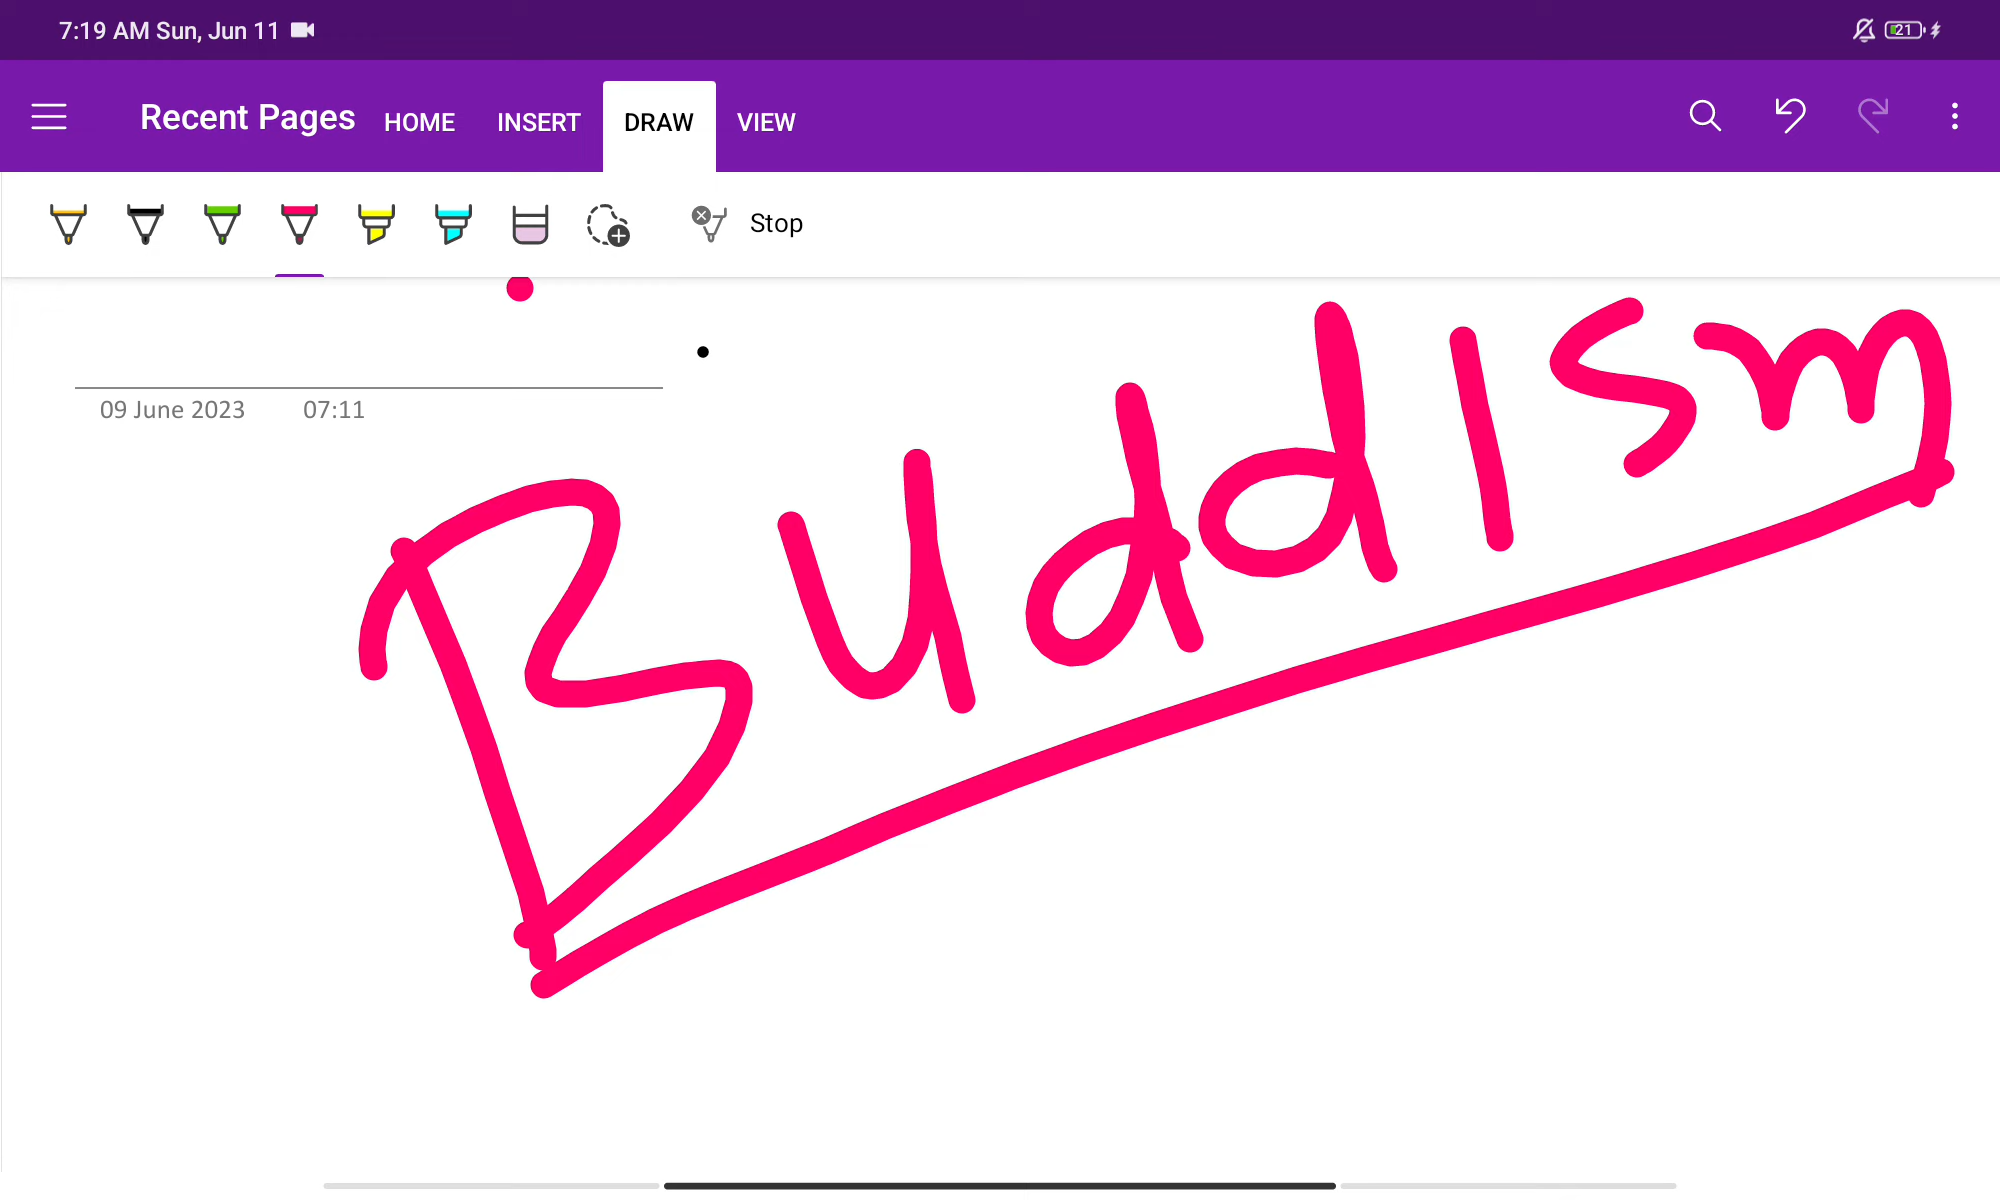 7:19 AM Sun, Jun 11 21
Recent Pages HOME INSERT DRAW VIEW
Stop
09 June 2023 07:11
Buddism